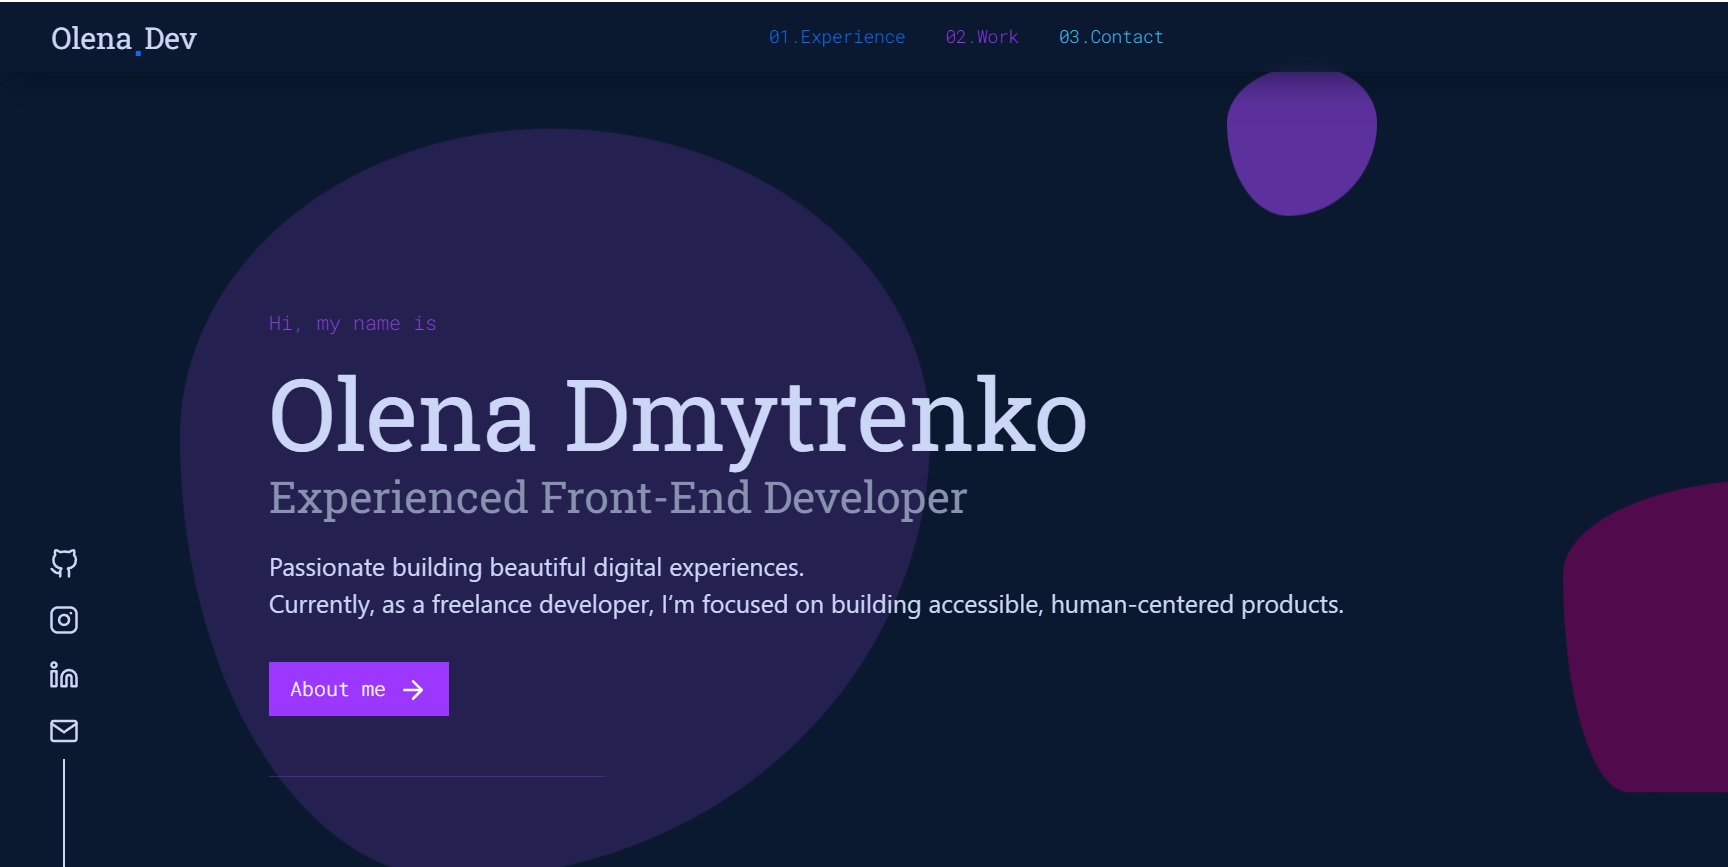 Olena.Dev
01.Experience 02.Work 03.Contact
Hi, my name is
Olena Dmytrenko
Experienced Front-End Developer
Passionate building beautiful digital experiences.
Currently, as a freelance developer, I’m focused on building accessible, human-centered products.
About me →